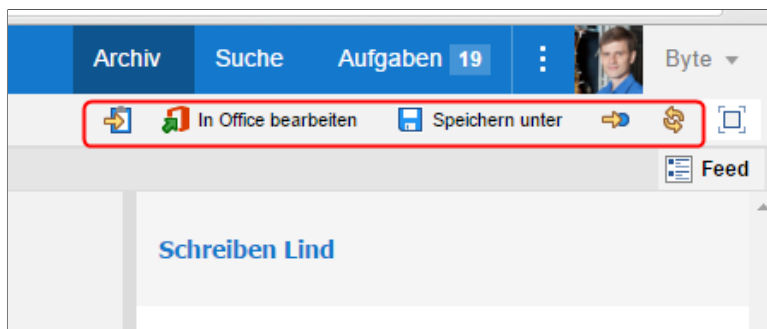 Archiv Suche Aufgaben 19 Byte
In Office bearbeiten Speichern unter
Feed
Schreiben Lind